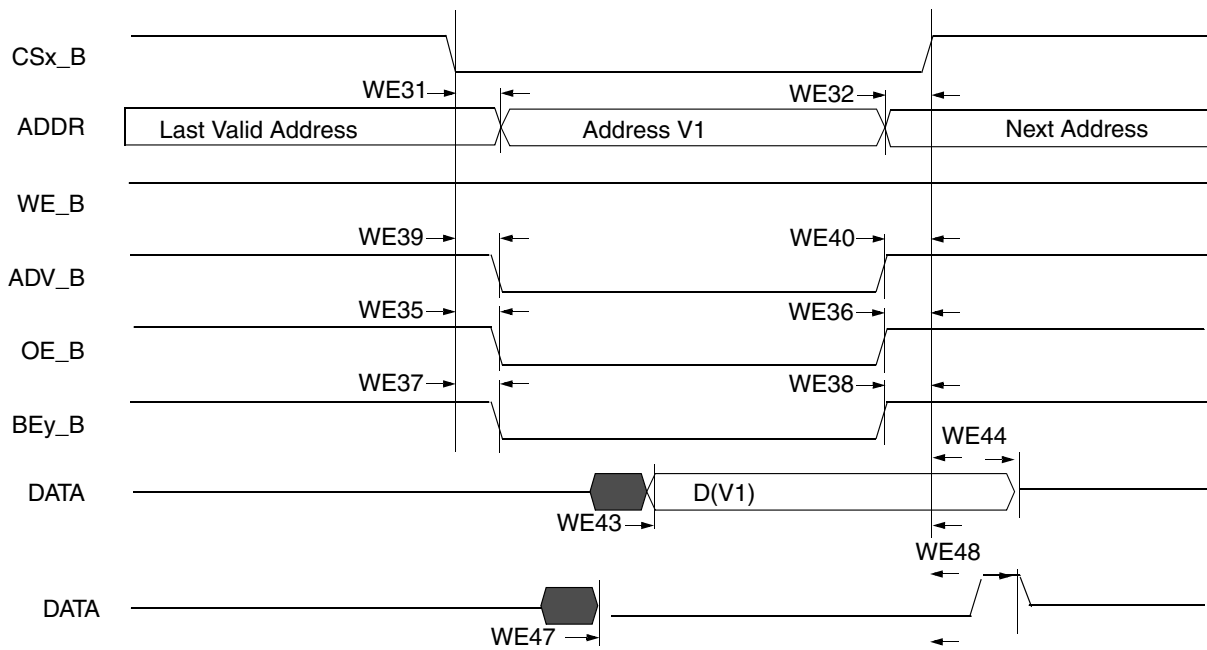 CSx_B
WE31
WE32
ADDR
Last Valid Address
Address V1
Next Address
WE_B
WE39
WE40
ADV_B
WE35
WE36
OE_B
WE37
WE38
BEy_B
WE44
DATA
D(V1)
WE43
WE48
DATA
WE47